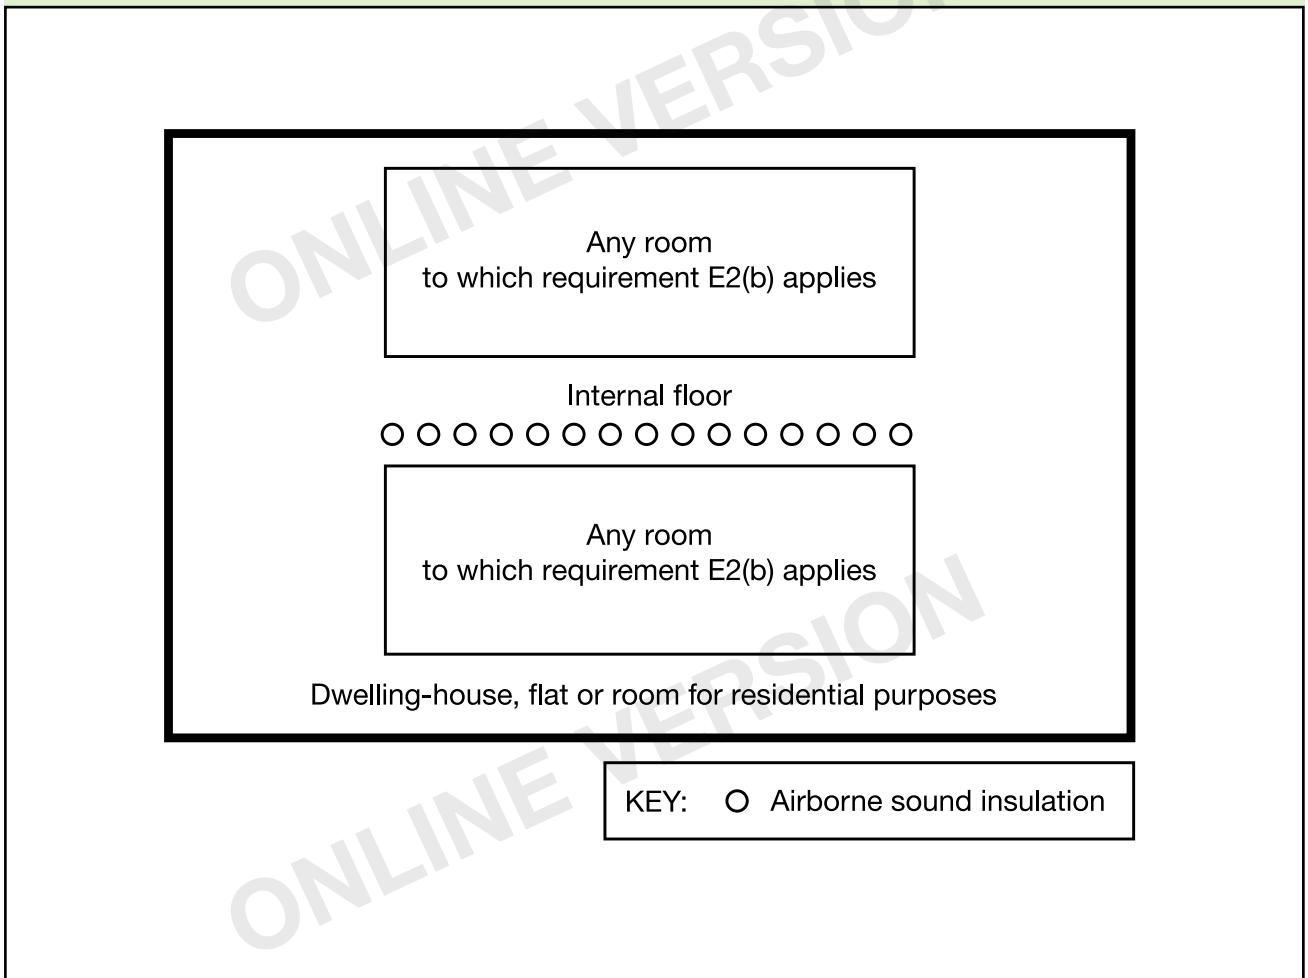 ONLINE VERSION
Any room
to which requirement E2(b) applies
Internal floor
Any room
to which requirement E2(b) applies
Dwelling-house, flat or room for residential purposes
ONLINE VERSION
KEY: O Airborne sound insulation